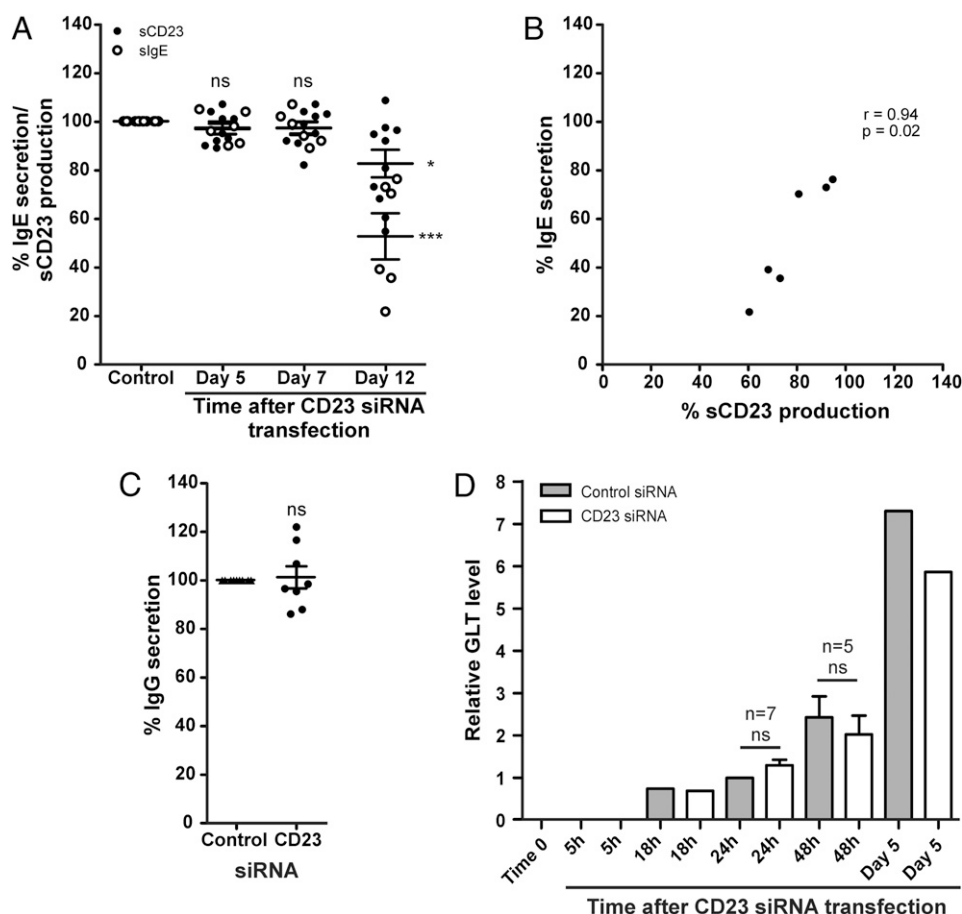 A
sCD23
sIgE
140
120
100
80
60
40
20
0
% IgE secretion/
sCD23 production
ns
ns
*
***
Control Day 5 Day 7 Day 12
Time after CD23 siRNA
transfection
B
140
120
100
80
60
40
20
0
% IgE secretion
r = 0.94
p = 0.02
0 20 40 60 80 100 120 140
% sCD23 production
C
140
120
100
80
60
40
20
0
% IgG secretion
ns
Control CD23
siRNA
D
8
7
6
5
4
3
2
1
0
Relative GLT level
Control siRNA
CD23 siRNA
n=7
ns
n=5
ns
Time 0 5h 5h 18h 18h 24h 24h 48h 48h Day 5 Day 5
Time after CD23 siRNA transfection